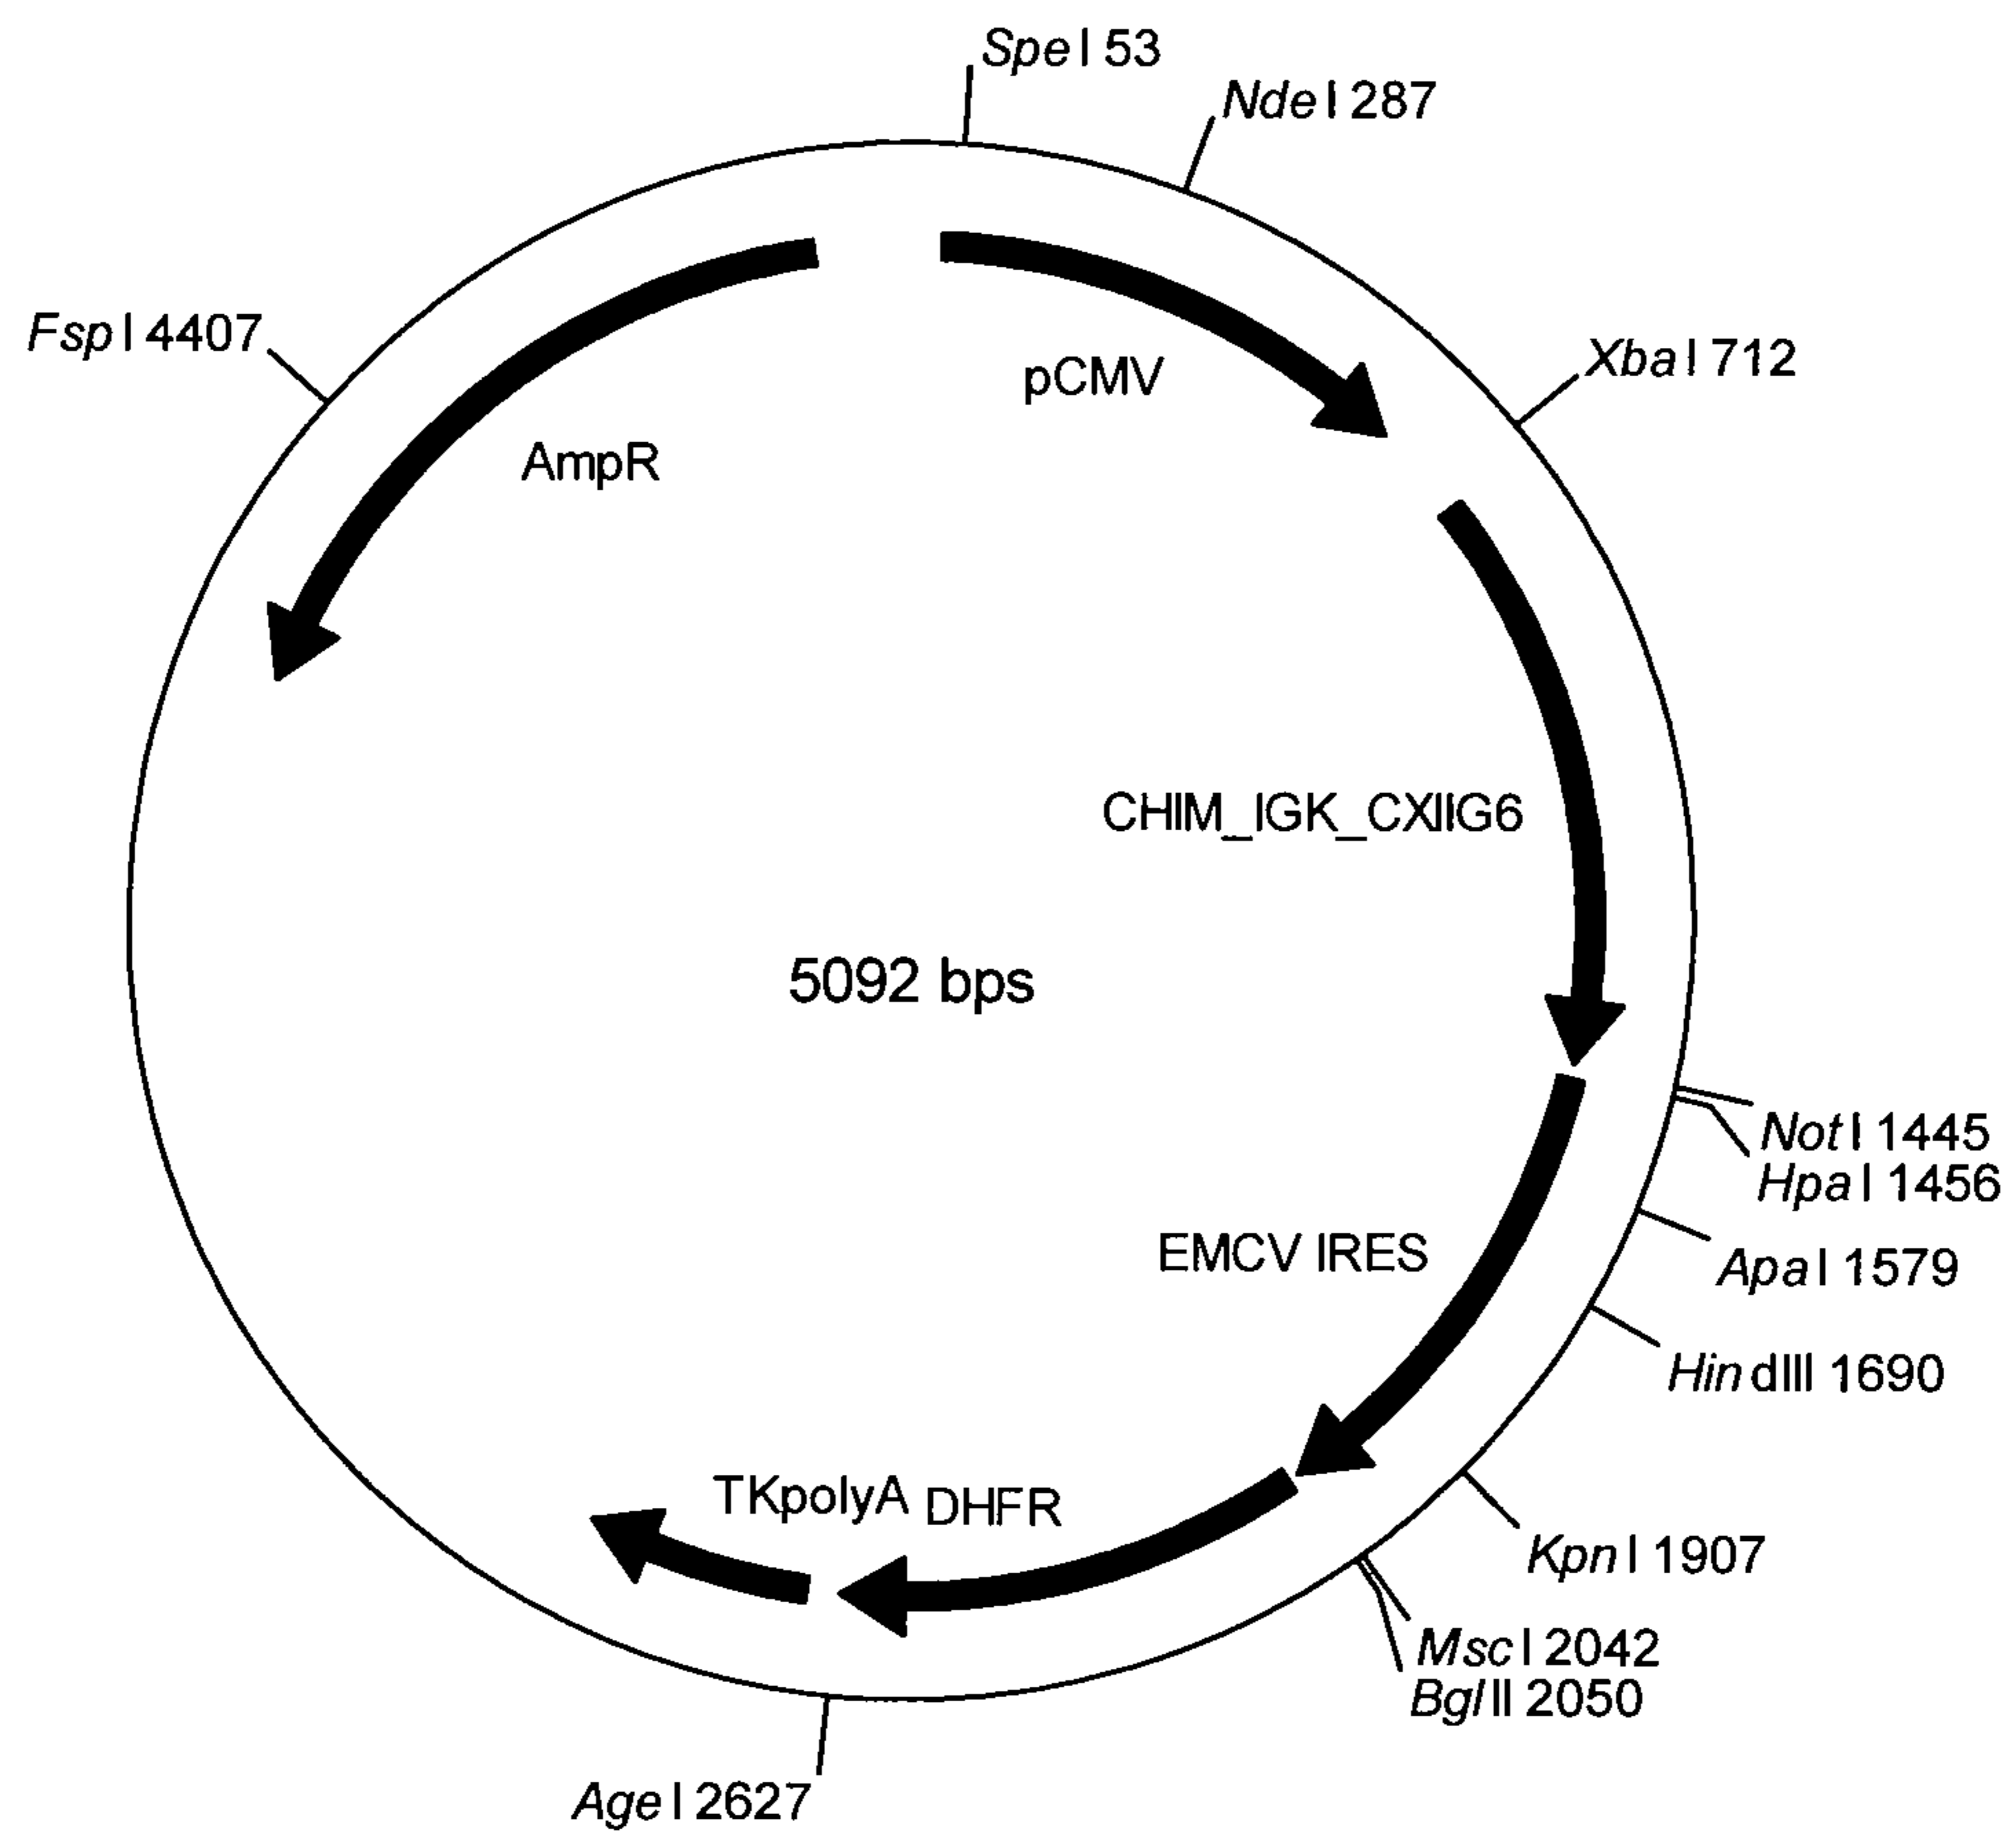 SpeI 53
NdeI 287
FspI 4407
XbaI 712
pCMV
AmpR
CHIM_IGK_CXIIG6
5092 bps
NotI 1445
HpaI 1456
EMCV IRES
ApaI 1579
HindIII 1690
TKpolyA
DHFR
KpnI 1907
MscI 2042
BglII 2050
AgeI 2627